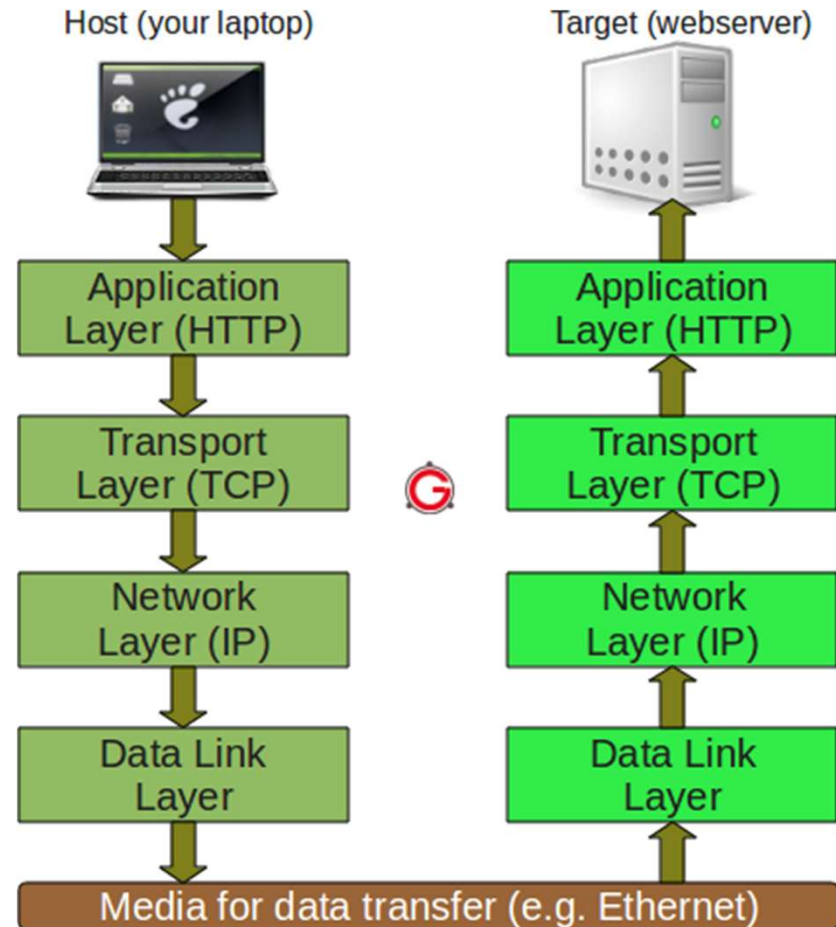 Host (your laptop)
Target (webserver)
Application
Layer (HTTP)
Transport
Layer (TCP)
Network
Layer (IP)
Data Link
Layer
Application
Layer (HTTP)
Transport
Layer (TCP)
G
Network
Layer (IP)
Data Link
Layer
Media for data transfer (e.g. Ethernet)